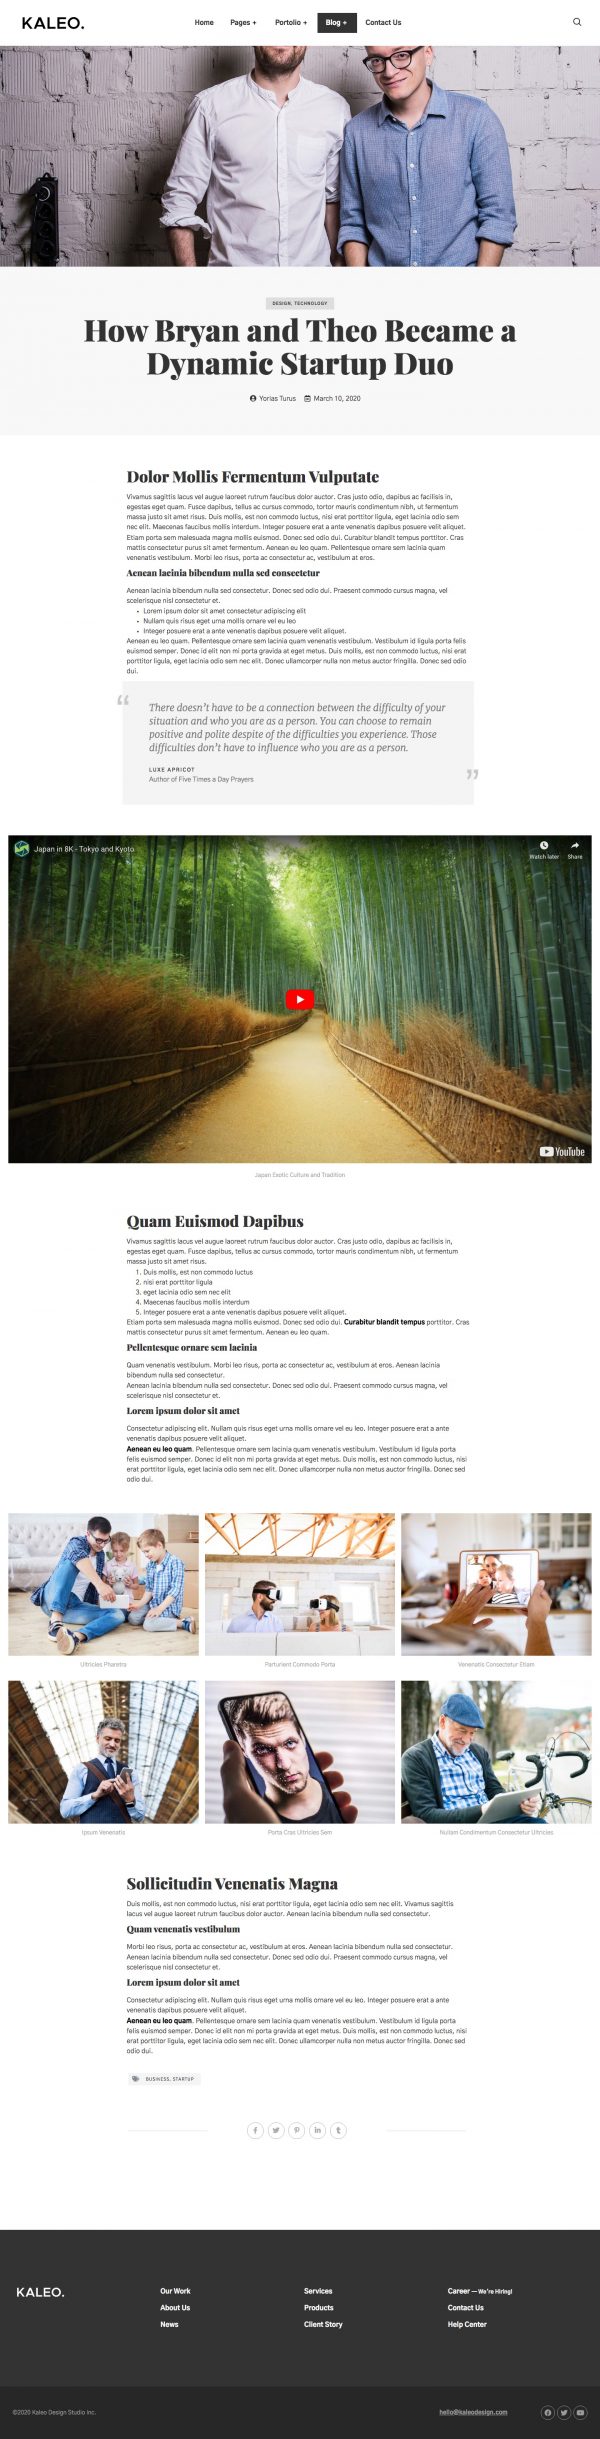 KALEO.
Home Pages + Portolio + Blog + Contact Us
DESIGN, TECHNOLOGY
How Bryan and Theo Became a
Dynamic Startup Duo
Yorias Turus March 10, 2020
Dolor Mollis Fermentum Vulputate
Vivamus sagittis lacus vel augue laoreet rutrum faucibus dolor auctor. Cras justo odio, dapibus ac facilisis in,
egestas eget quam. Fusce dapibus, tellus ac cursus commodo, tortor mauris condimentum nibh, ut fermentum
massa justo sit amet risus. Duis mollis, est non commodo luctus, nisi erat porttitor ligula, eget lacinia odio sem
nec elit. Maecenas faucibus mollis interdum. Integer posuere erat a ante venenatis dapibus posuere velit aliquet.
Etiam porta sem malesuada magna mollis euismod. Donec sed odio dui. Curabitur blandit tempus porttitor. Cras
mattis consectetur purus sit amet fermentum. Aenean eu leo quam. Pellentesque ornare sem lacinia quam
venenatis vestibulum. Morbi leo risus, porta ac consectetur ac, vestibulum at eros.
Aenean lacinia bibendum nulla sed consectetur
Aenean lacinia bibendum nulla sed consectetur. Donec sed odio dui. Praesent commodo cursus magna, vel
scelerisque nisl consectetur et.
• Lorem ipsum dolor sit amet consectetur adipiscing elit
• Nullam quis risus eget urna mollis ornare vel eu leo
• Integer posuere erat a ante venenatis dapibus posuere velit aliquet.
Aenean eu leo quam. Pellentesque ornare sem lacinia quam venenatis vestibulum. Vestibulum id ligula porta felis
euismod semper. Donec id elit non mi porta gravida at eget metus. Duis mollis, est non commodo luctus, nisi erat
porttitor ligula, eget lacinia odio sem nec elit. Donec ullamcorper nulla non metus auctor fringilla. Donec sed odio
dui.
“
There doesn’t have to be a connection between the difficulty of your
situation and who you are as a person. You can choose to remain
positive and polite despite of the difficulties you experience. Those
difficulties don’t have to influence who you are as a person.
LUXE APRICOT
Author of Five Times a Day Prayers
”
Japan in 8K - Tokyo and Kyoto
Watch later Share
YouTube
Japan Exotic Culture and Tradition
Quam Euismod Dapibus
Vivamus sagittis lacus vel augue laoreet rutrum faucibus dolor auctor. Cras justo odio, dapibus ac facilisis in,
egestas eget quam. Fusce dapibus, tellus ac cursus commodo, tortor mauris condimentum nibh, ut fermentum
massa justo sit amet risus.
1. Duis mollis, est non commodo luctus
2. nisi erat porttitor ligula
3. eget lacinia odio sem nec elit
4. Maecenas faucibus mollis interdum
5. Integer posuere erat a ante venenatis dapibus posuere velit aliquet.
Etiam porta sem malesuada magna mollis euismod. Donec sed odio dui. Curabitur blandit tempus porttitor. Cras
mattis consectetur purus sit amet fermentum. Aenean eu leo quam.
Pellentesque ornare sem lacinia
Quam venenatis vestibulum. Morbi leo risus, porta ac consectetur ac, vestibulum at eros. Aenean lacinia
bibendum nulla sed consectetur.
Aenean lacinia bibendum nulla sed consectetur. Donec sed odio dui. Praesent commodo cursus magna, vel
scelerisque nisl consectetur et.
Lorem ipsum dolor sit amet
Consectetur adipiscing elit. Nullam quis risus eget urna mollis ornare vel eu leo. Integer posuere erat a ante
venenatis dapibus posuere velit aliquet.
Aenean eu leo quam. Pellentesque ornare sem lacinia quam venenatis vestibulum. Vestibulum id ligula porta
felis euismod semper. Donec id elit non mi porta gravida at eget metus. Duis mollis, est non commodo luctus, nisi
erat porttitor ligula, eget lacinia odio sem nec elit. Donec ullamcorper nulla non metus auctor fringilla. Donec sed
odio dui.
Ultricies Pharetra
Parturient Commodo Porta
Venenatis Consectetur Etiam
Ipsum Venenatis
Porta Cras Ultricies Sem
Nullam Condimentum Consectetur Ultricies
Sollicitudin Venenatis Magna
Duis mollis, est non commodo luctus, nisi erat porttitor ligula, eget lacinia odio sem nec elit. Vivamus sagittis
lacus vel augue laoreet rutrum faucibus dolor auctor. Aenean lacinia bibendum nulla sed consectetur.
Quam venenatis vestibulum
Morbi leo risus, porta ac consectetur ac, vestibulum at eros. Aenean lacinia bibendum nulla sed consectetur.
Aenean lacinia bibendum nulla sed consectetur. Donec sed odio dui. Praesent commodo cursus magna, vel
scelerisque nisl consectetur et.
Lorem ipsum dolor sit amet
Consectetur adipiscing elit. Nullam quis risus eget urna mollis ornare vel eu leo. Integer posuere erat a ante
venenatis dapibus posuere velit aliquet.
Aenean eu leo quam. Pellentesque ornare sem lacinia quam venenatis vestibulum. Vestibulum id ligula porta
felis euismod semper. Donec id elit non mi porta gravida at eget metus. Duis mollis, est non commodo luctus, nisi
erat porttitor ligula, eget lacinia odio sem nec elit. Donec ullamcorper nulla non metus auctor fringilla. Donec sed
odio dui.
BUSINESS, STARTUP
KALEO.
Our Work
About Us
News
Services
Products
Client Story
Career — We’re Hiring!
Contact Us
Help Center
©2020 Kaleo Design Studio Inc.
hello@kaleodesign.com